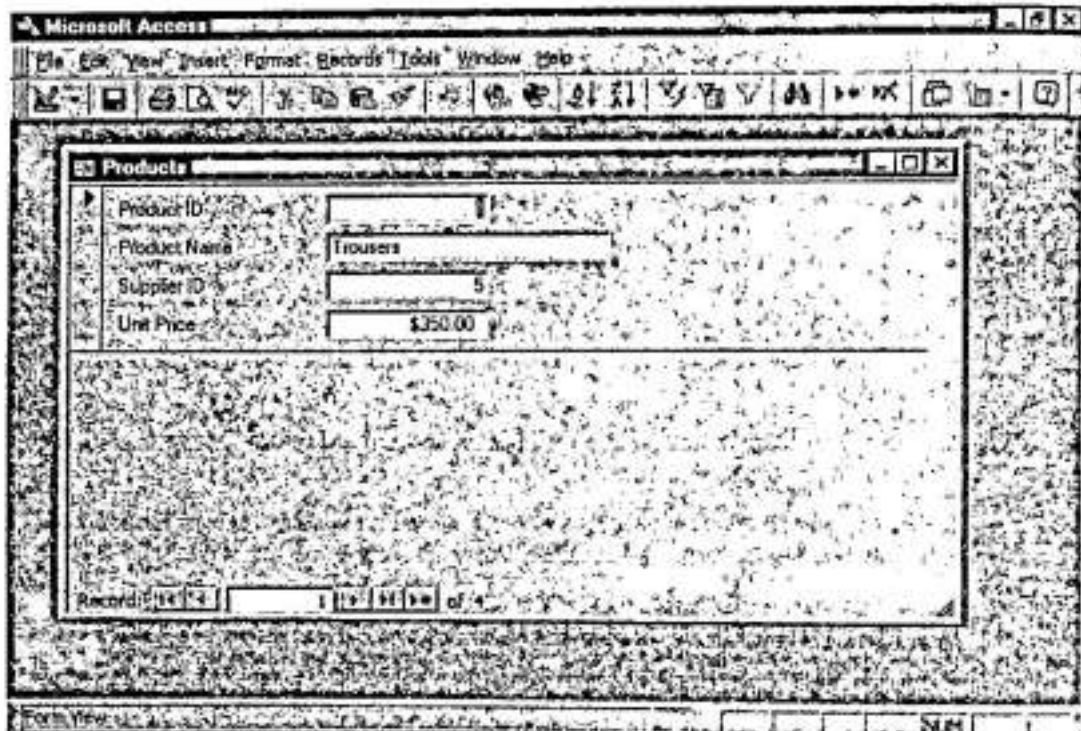 Microsoft Access
File Edit View Insert Format Records Tools Window Help
Products
Product ID
Product Name Trousers
Supplier ID 5
Unit Price $350.00
Record: 1 of 4
Form View NUM